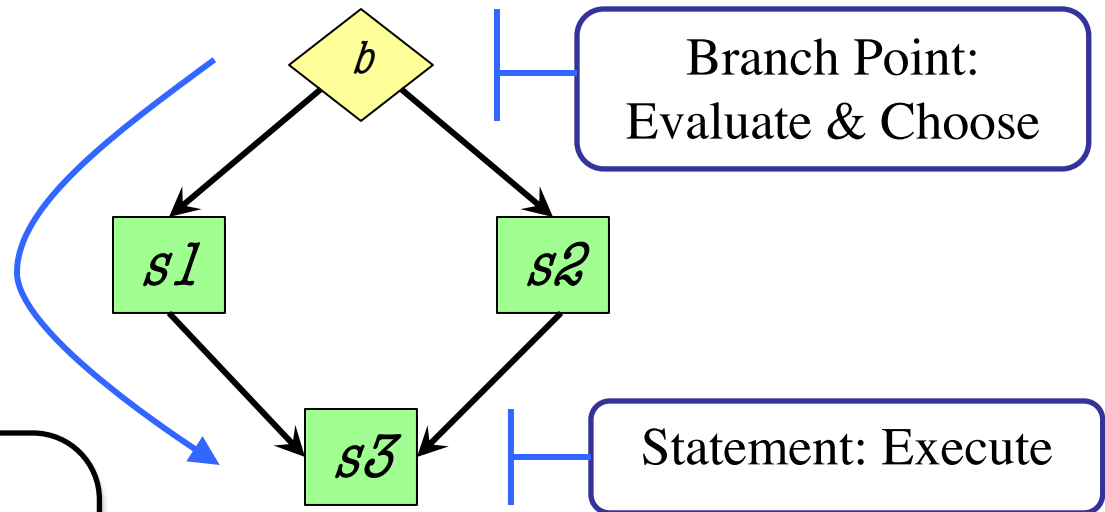 b
Branch Point:
Evaluate & Choose
s1
s2
s3
Statement: Execute